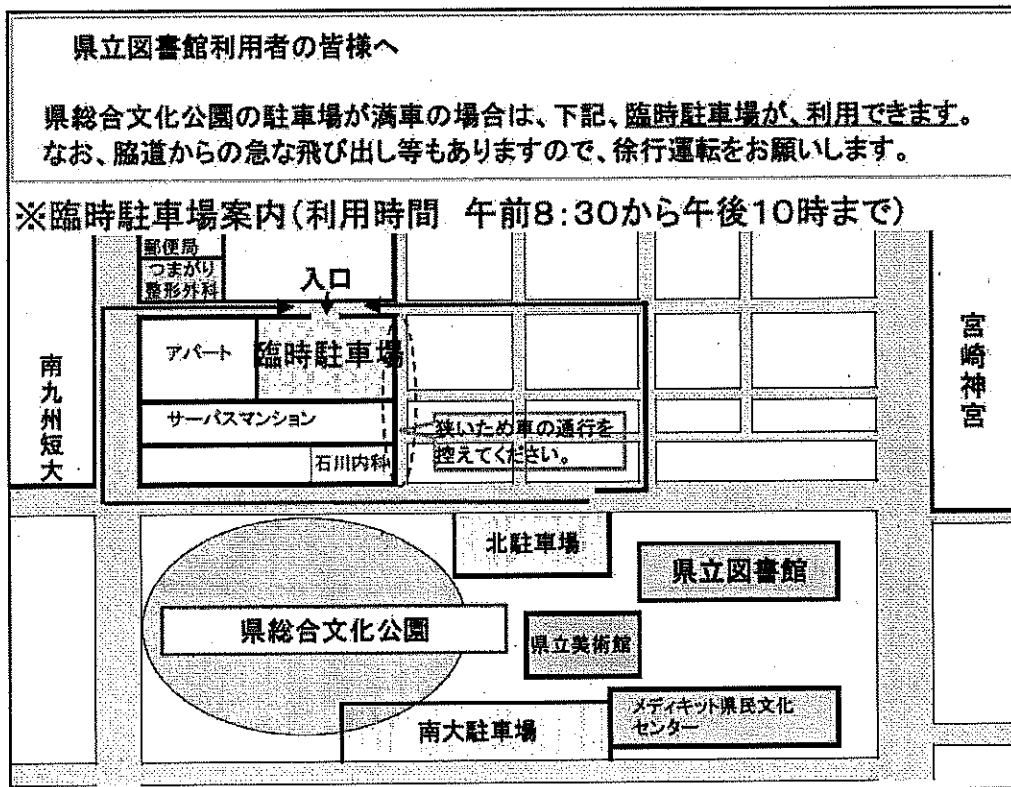 県立図書館利用者の皆様へ
県総合文化公園の駐車場が満車の場合は、下記、臨時駐車場が、利用できます。
なお、脇道からの急な飛び出し等もありますので、徐行運転をお願いします。
※臨時駐車場案内(利用時間 午前8:30から午後10時まで)
郵便局
つまがり
整形外科
入口
アパート
臨時駐車場
南九州短大
宮崎神宮
サーパスマンション
狭いため車の通行を
控えてください。
石川内科
北駐車場
県立図書館
県総合文化公園
県立美術館
南大駐車場
メディキット県民文化
センター